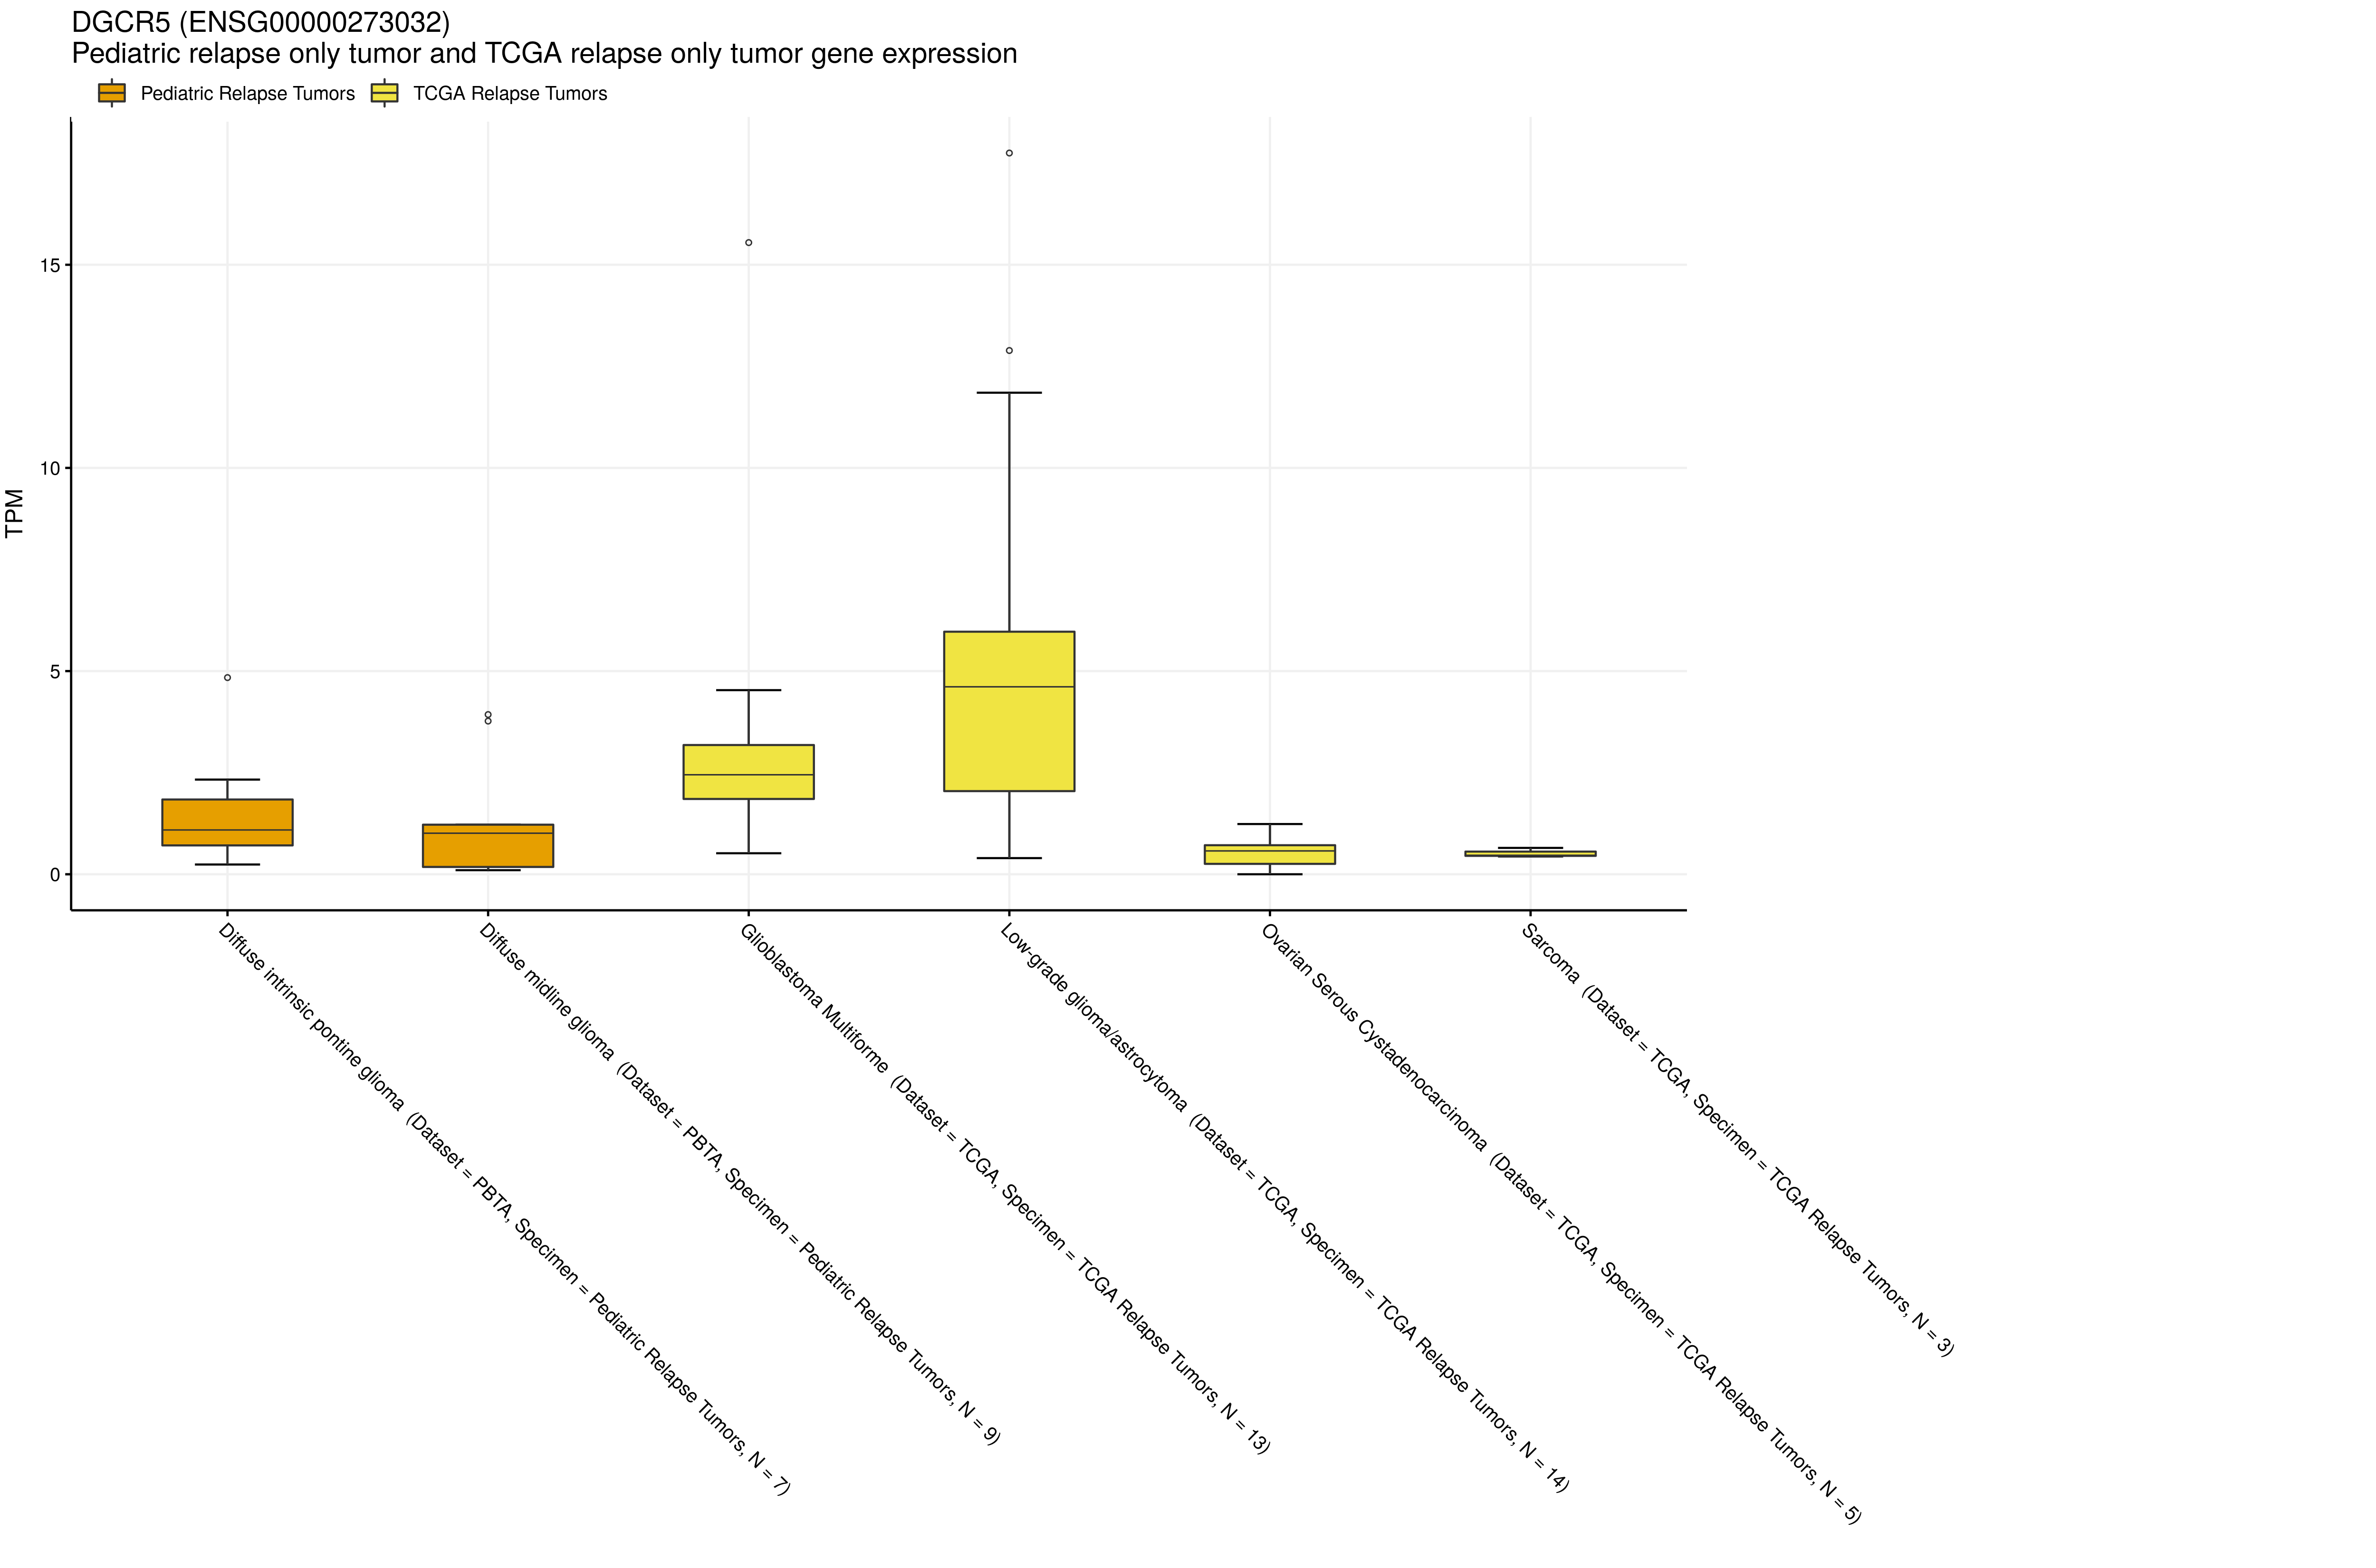 DGCR5 (ENSG00000273032)
Pediatric relapse only tumor and TCGA relapse only tumor gene expression
Pediatric Relapse Tumors
TCGA Relapse Tumors
TPM
15
10
5
0
Diffuse intrinsic pontine glioma (Dataset = PBTA, Specimen = Pediatric Relapse Tumors, N = 7)
Diffuse midline glioma (Dataset = PBTA, Specimen = Pediatric Relapse Tumors, N = 9)
Glioblastoma Multiforme (Dataset = TCGA, Specimen = TCGA Relapse Tumors, N = 13)
Low-grade glioma/astrocytoma (Dataset = TCGA, Specimen = TCGA Relapse Tumors, N = 14)
Ovarian Serous Cystadenocarcinoma (Dataset = TCGA, Specimen = TCGA Relapse Tumors, N = 5)
Sarcoma (Dataset = TCGA, Specimen = TCGA Relapse Tumors, N = 3)